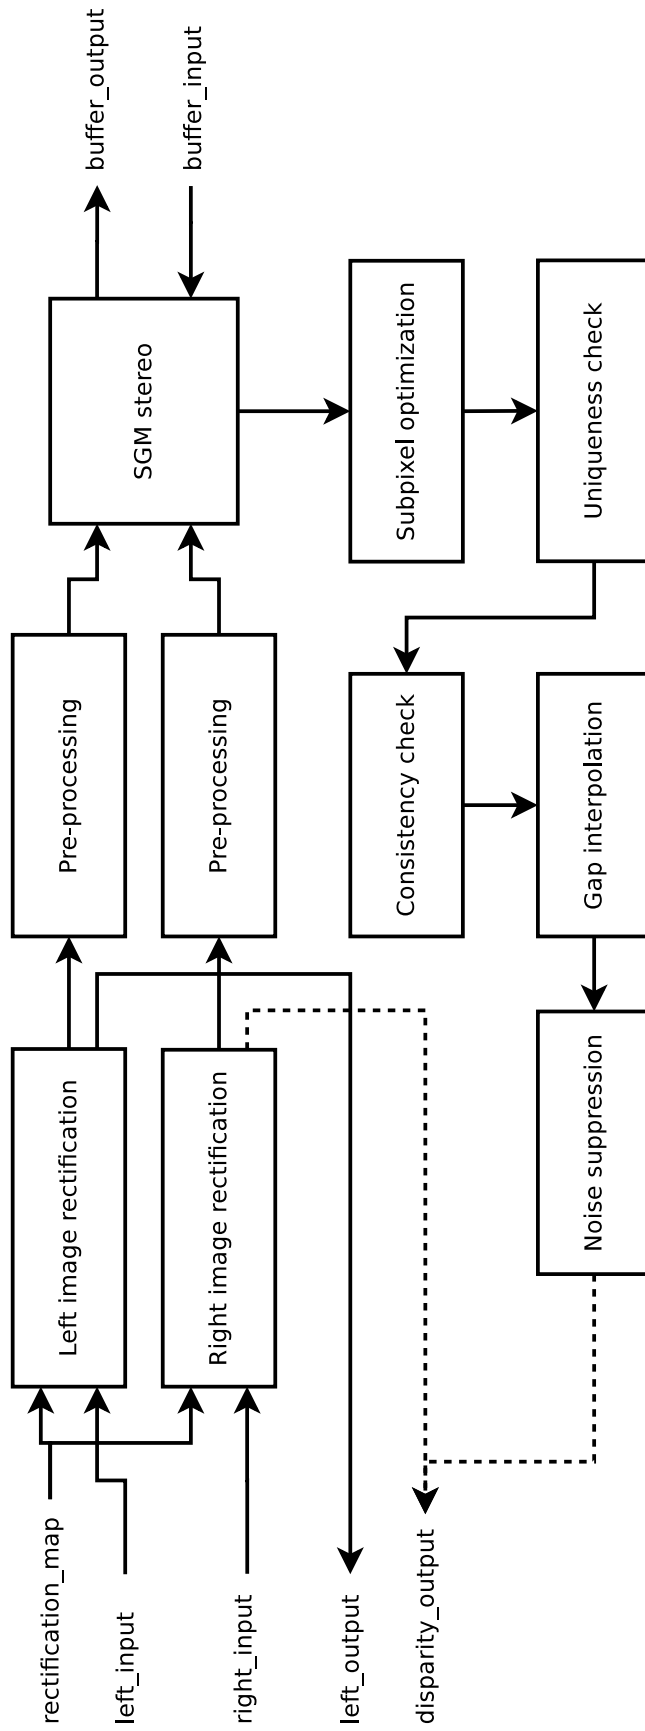 rectification_map
left_input
right_input
left_output
disparity_output
Left image rectification
Right image rectification
Pre-processing
Pre-processing
SGM stereo
buffer_output
buffer_input
Subpixel optimization
Uniqueness check
Consistency check
Gap interpolation
Noise suppression